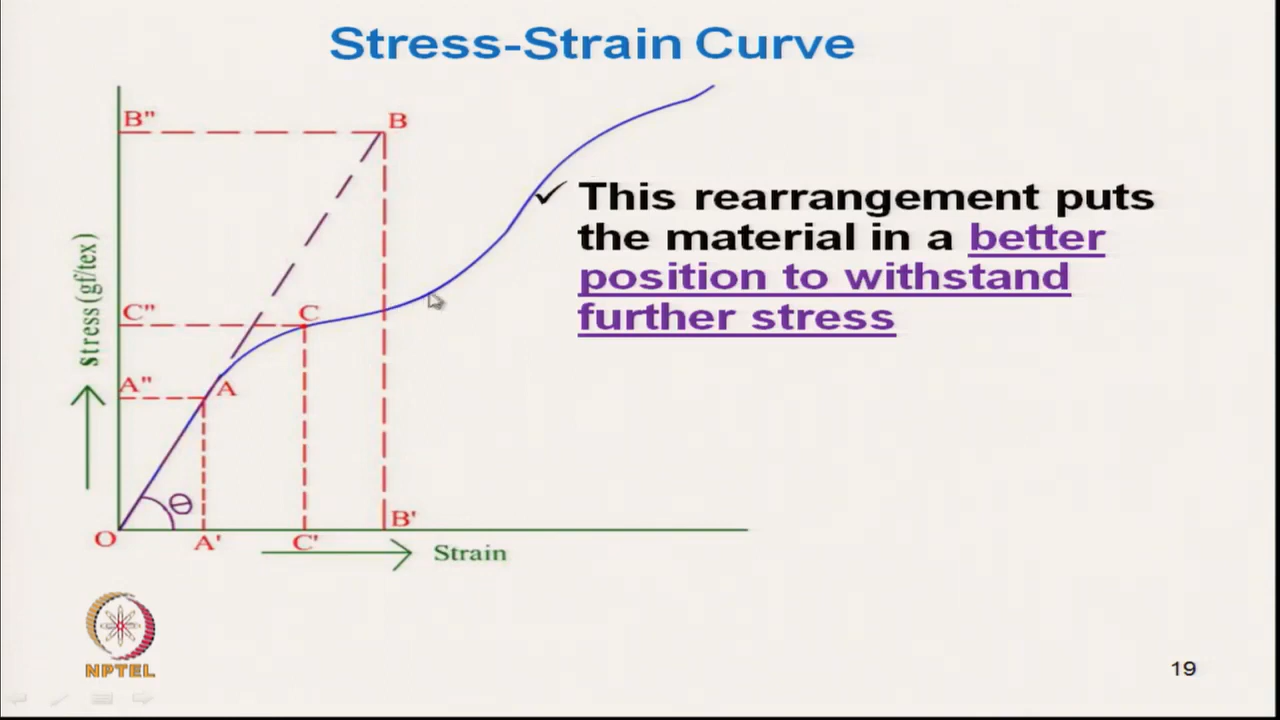 Stress-Strain Curve
B"
B
✓ This rearrangement puts
the material in a better
position to withstand
further stress
stress(gf/tex)
C"
C
A"
A
θ
O
A'
C'
B'
Strain
NPTEL
19